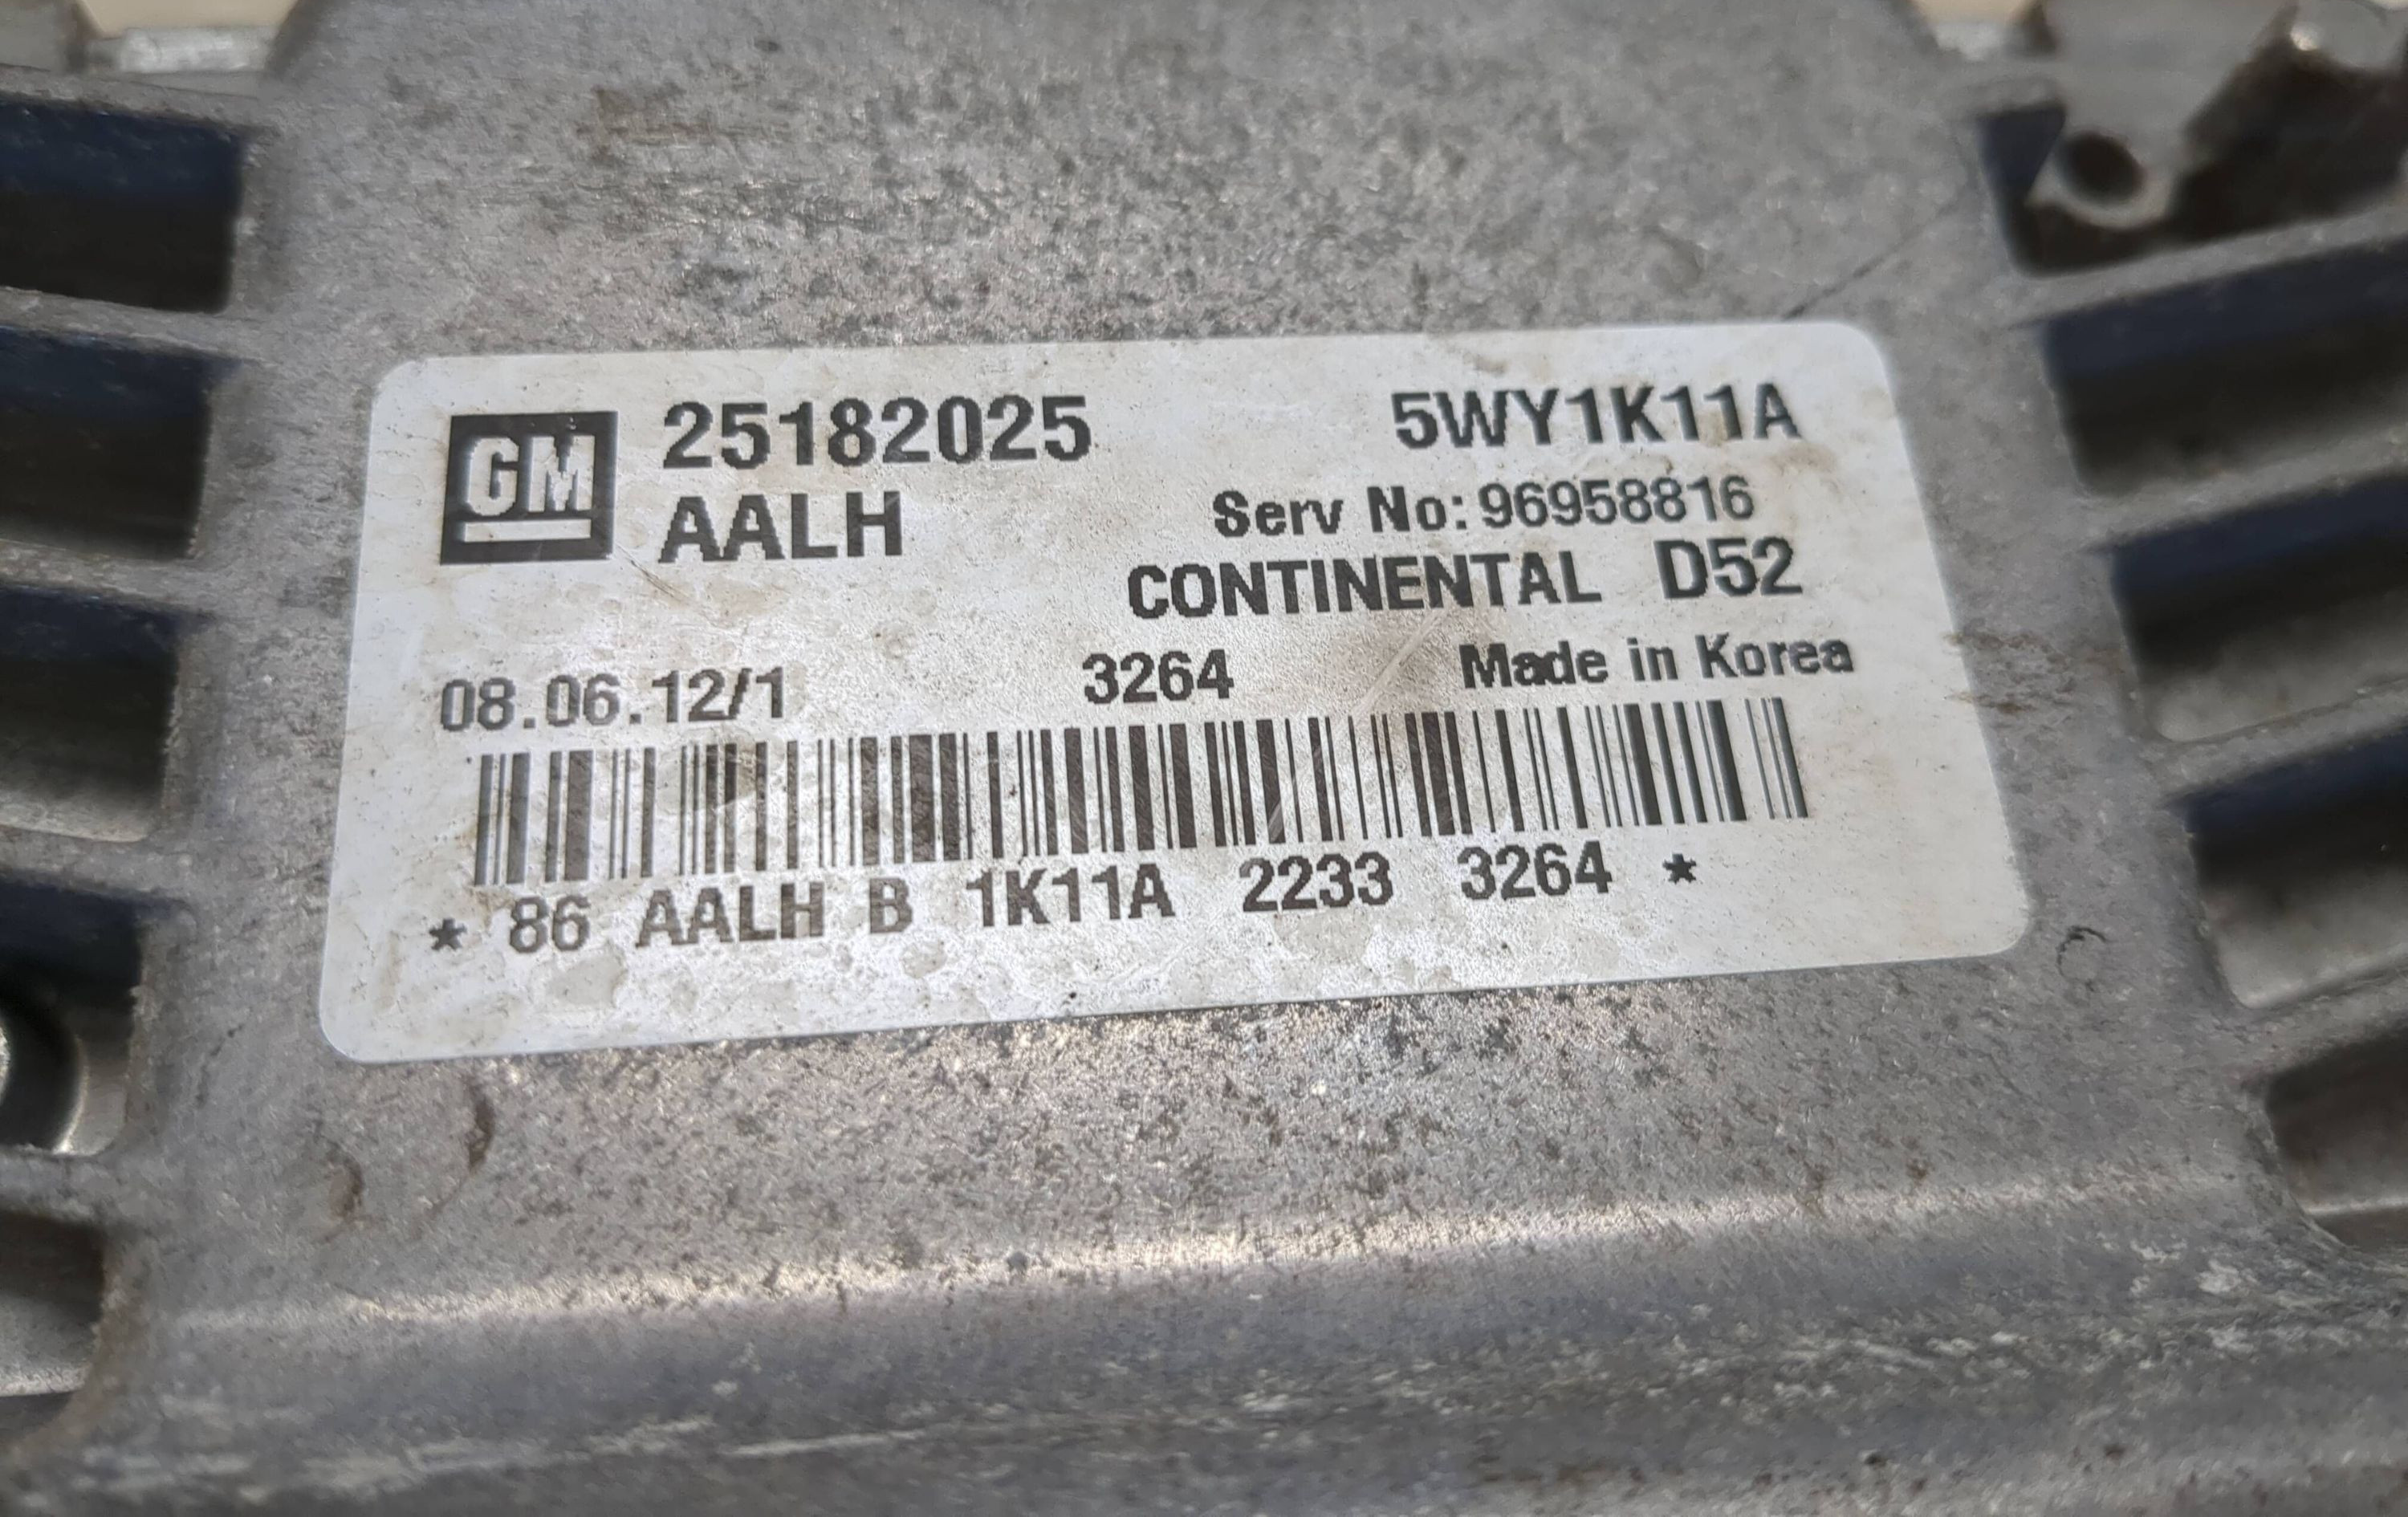 GM 25182025 5WY1K11A
AALH Serv No: 96958816
CONTINENTAL D52
08.06.12/1 3264 Made in Korea
* 86 AALH B 1K11A 2233 3264 *